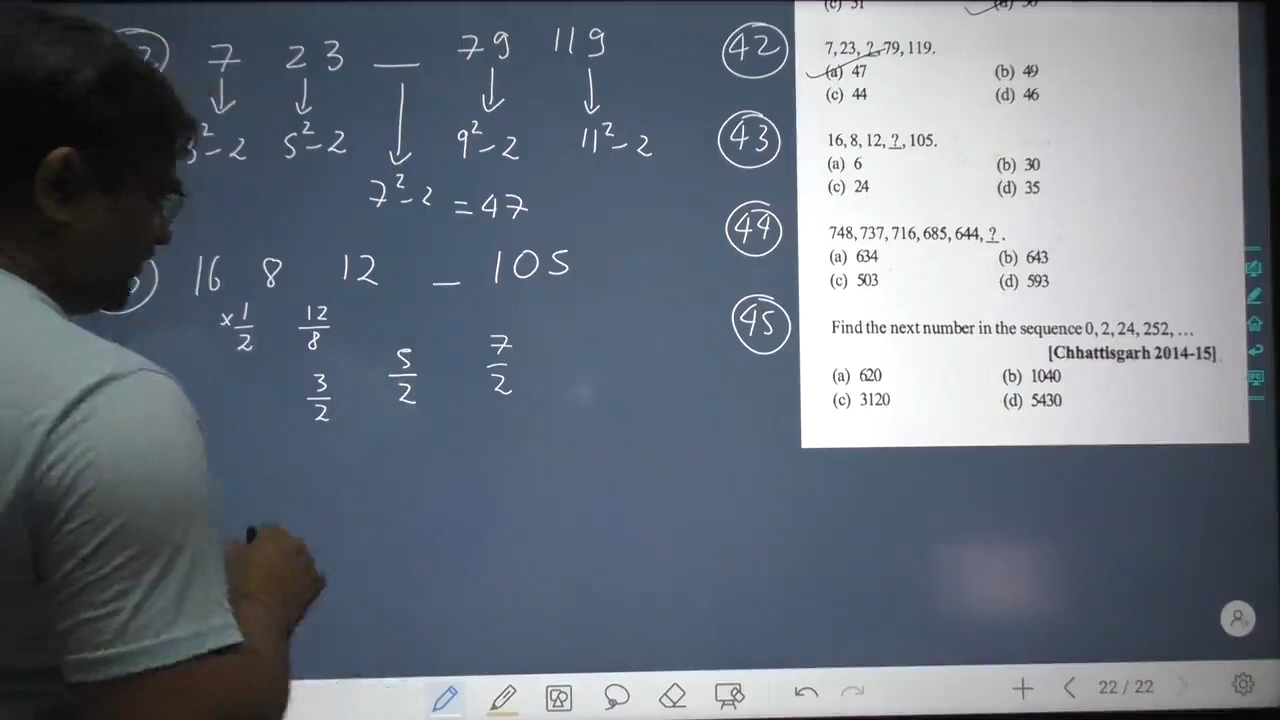 7 23 __ 79 119
3²-2 5²-2 9²-2 11²-2
7²-2 = 47
16 8 12 _ 105
×1/2 12/8
3/2 5/2 7/2
42
7, 23, ?, 79, 119.
(a) 47 (b) 49
(c) 44 (d) 46
43
16, 8, 12, ?, 105.
(a) 6 (b) 30
(c) 24 (d) 35
44
748, 737, 716, 685, 644, ?.
(a) 634 (b) 643
(c) 503 (d) 593
45
Find the next number in the sequence 0, 2, 24, 252, ...
[Chhattisgarh 2014-15]
(a) 620 (b) 1040
(c) 3120 (d) 5430
22 / 22